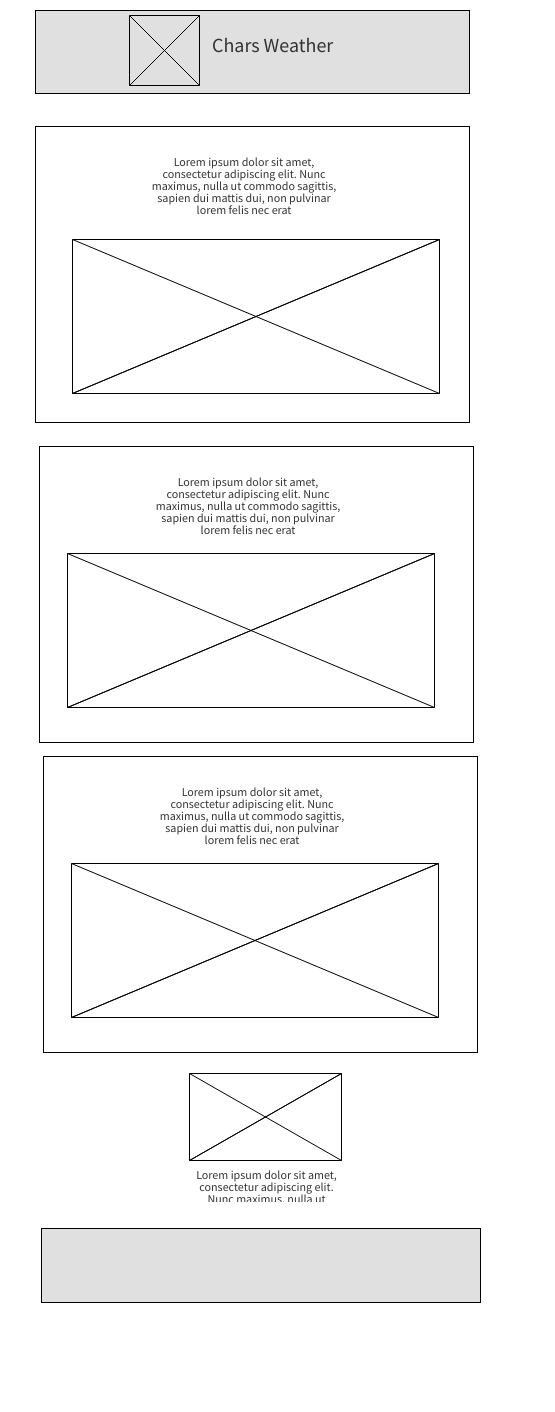 Chars Weather
Lorem ipsum dolor sit amet,
consectetur adipiscing elit. Nunc
maximus, nulla ut commodo sagittis,
sapien dui mattis dui, non pulvinar
lorem felis nec erat
Lorem ipsum dolor sit amet,
consectetur adipiscing elit. Nunc
maximus, nulla ut commodo sagittis,
sapien dui mattis dui, non pulvinar
lorem felis nec erat
Lorem ipsum dolor sit amet,
consectetur adipiscing elit. Nunc
maximus, nulla ut commodo sagittis,
sapien dui mattis dui, non pulvinar
lorem felis nec erat
Lorem ipsum dolor sit amet,
consectetur adipiscing elit.
Nunc maximus, nulla ut